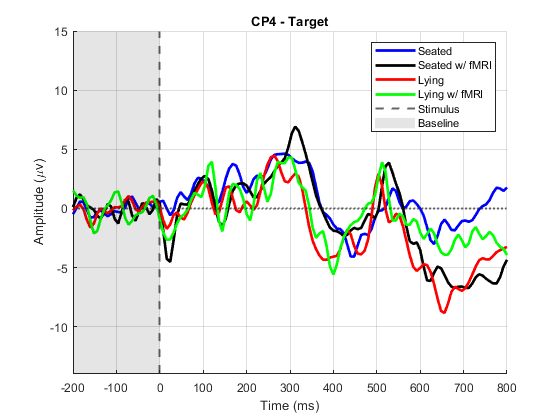 CP4 - Target
15
10
5
0
-5
-10
Amplitude (μv)
-200 -100 0 100 200 300 400 500 600 700 800
Time (ms)
Seated
Seated w/ fMRI
Lying
Lying w/ fMRI
Stimulus
Baseline